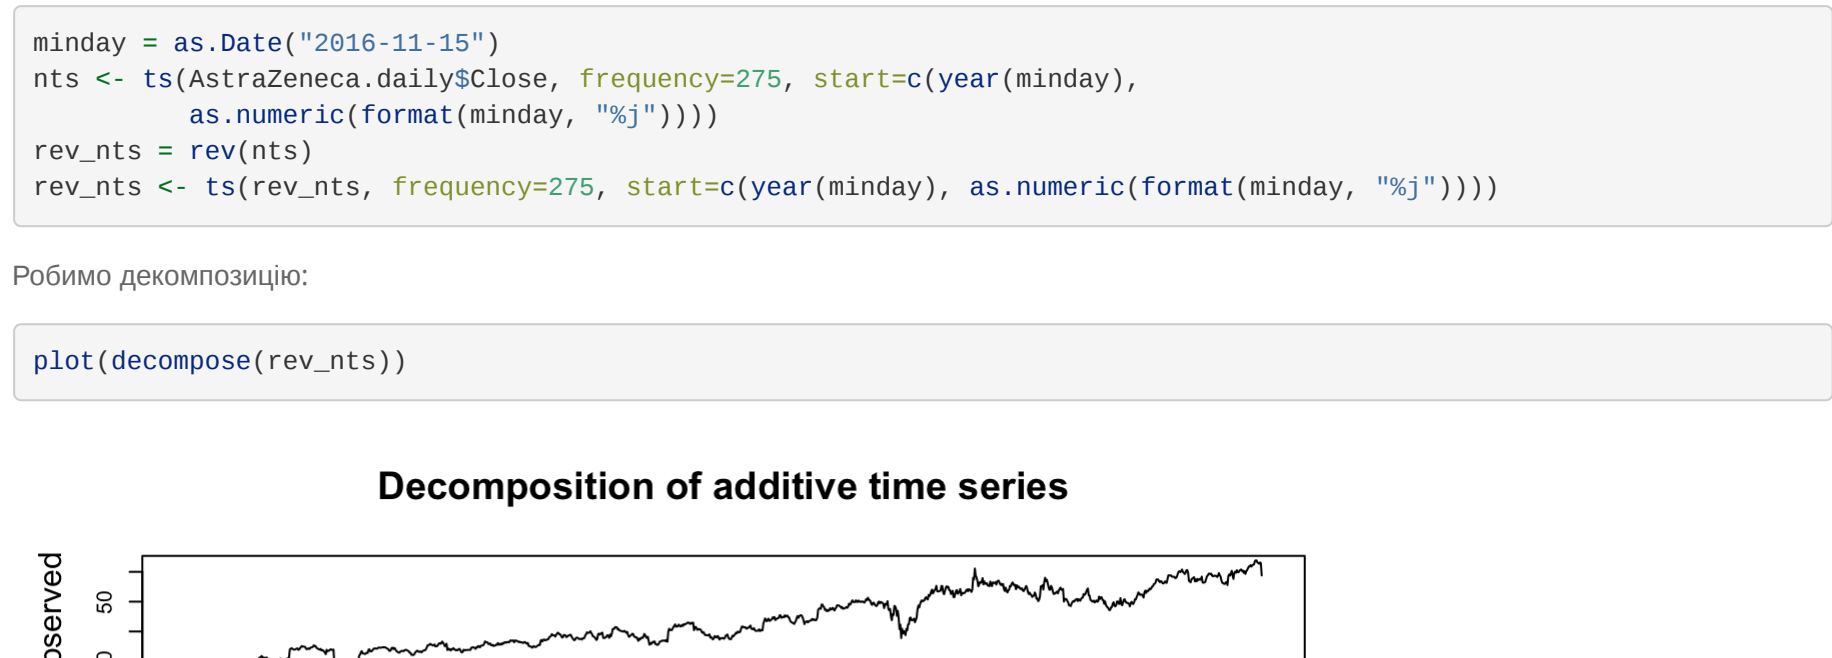 minday = as.Date("2016-11-15")
nts <- ts(AstraZeneca.daily$Close, frequency=275, start=c(year(minday),
as.numeric(format(minday, "%j"))))
rev_nts = rev(nts)
rev_nts <- ts(rev_nts, frequency=275, start=c(year(minday), as.numeric(format(minday, "%j"))))
Робимо декомпозицію:
plot(decompose(rev_nts))
Decomposition of additive time series
50